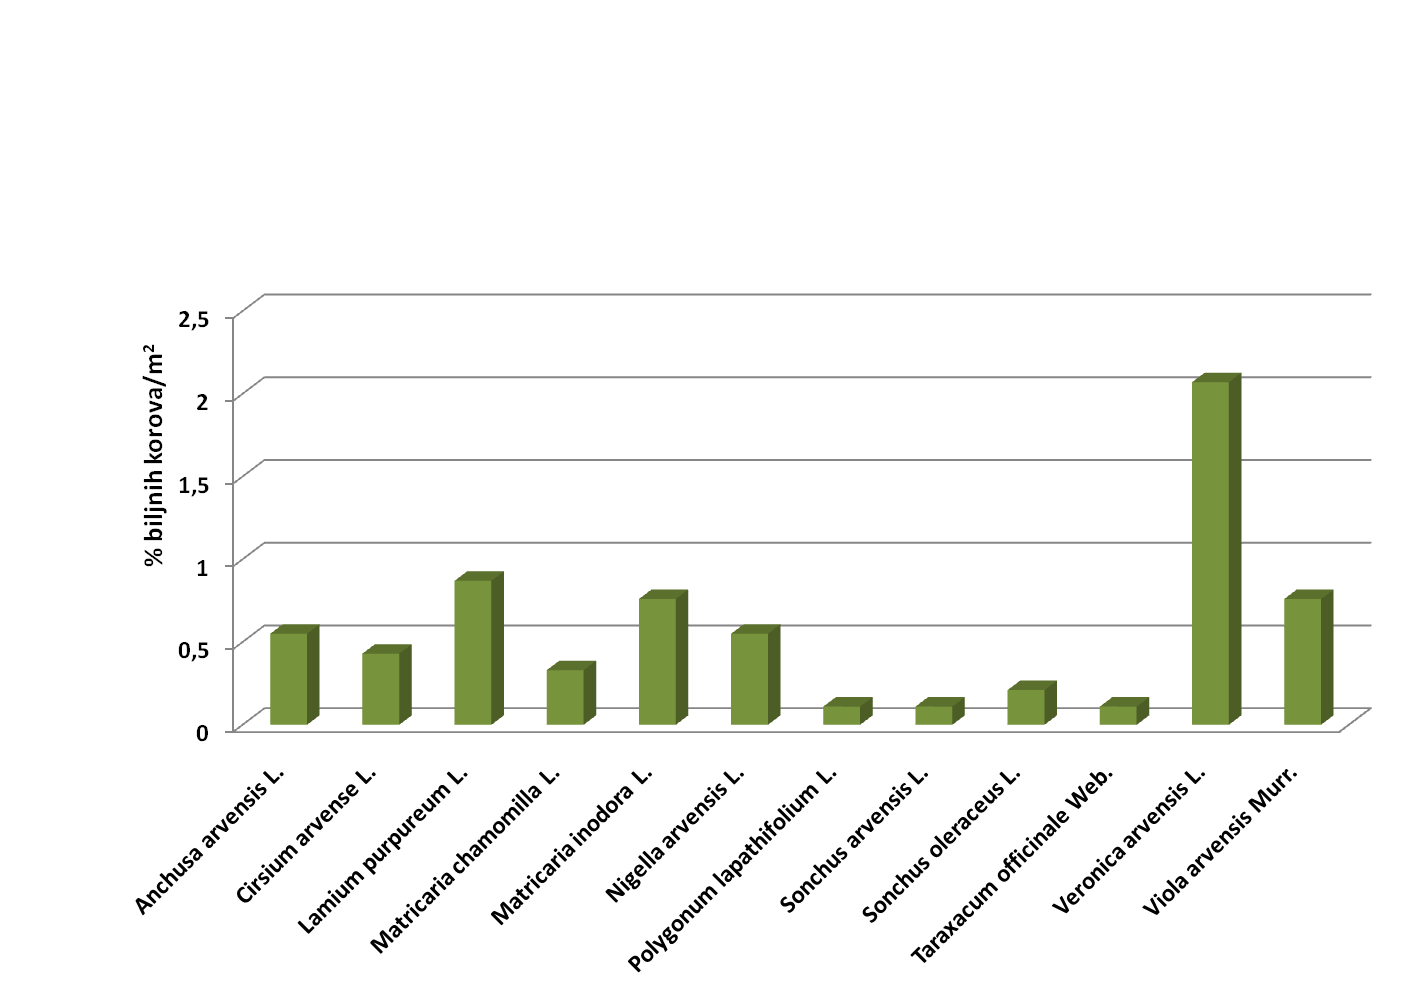 % biljnih korova/m²
2,5
2
1,5
1
0,5
0
Anchusa arvensis L.
Cirsium arvense L.
Lamium purpureum L.
Matricaria chamomilla L.
Matricaria inodora L.
Nigella arvensis L.
Polygonum lapathifolium L.
Sonchus arvensis L.
Sonchus oleraceus L.
Taraxacum officinale Web.
Veronica arvensis L.
Viola arvensis Murr.